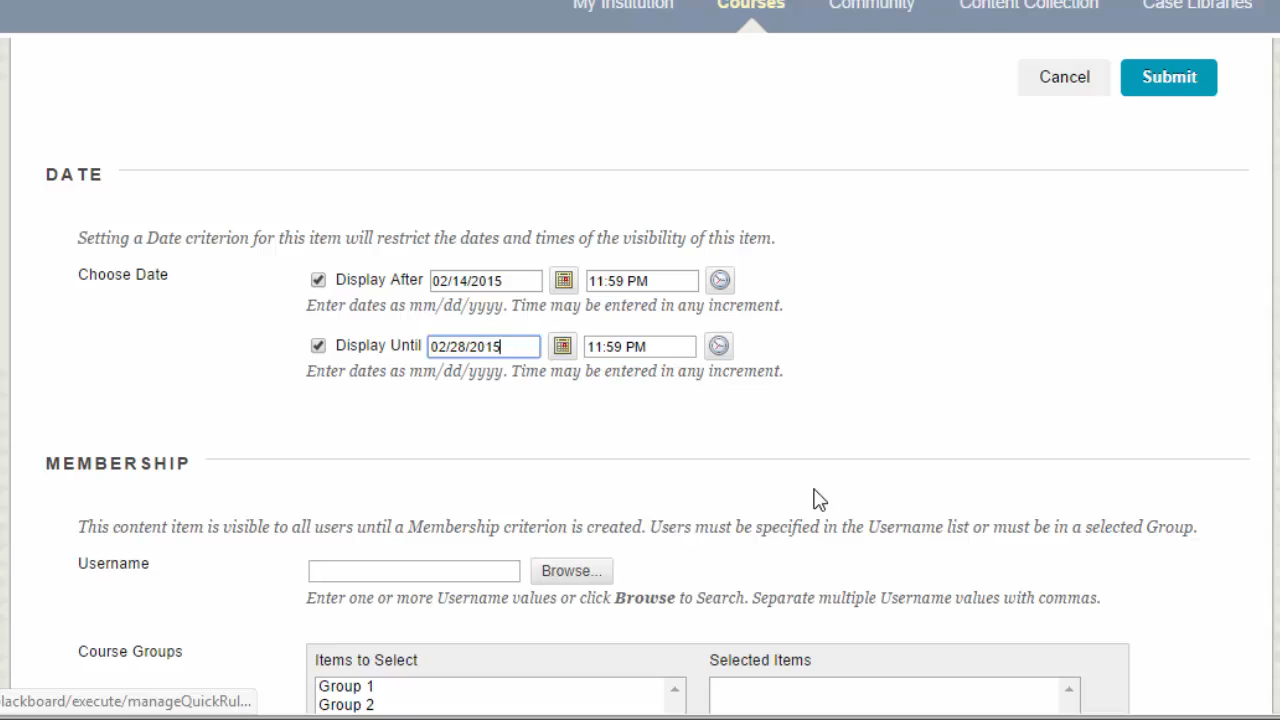 My Institution Courses Community Content Collection Case Libraries
Cancel Submit
DATE
Setting a Date criterion for this item will restrict the dates and times of the visibility of this item.
Choose Date Display After 02/14/2015 11:59 PM
Enter dates as mm/dd/yyyy. Time may be entered in any increment.
Display Until 02/28/2015 11:59 PM
Enter dates as mm/dd/yyyy. Time may be entered in any increment.
MEMBERSHIP
This content item is visible to all users until a Membership criterion is created. Users must be specified in the Username list or must be in a selected Group.
Username Browse...
Enter one or more Username values or click Browse to Search. Separate multiple Username values with commas.
Course Groups Items to Select Selected Items
Group 1
Group 2
lackboard/execute/manageQuickRul...